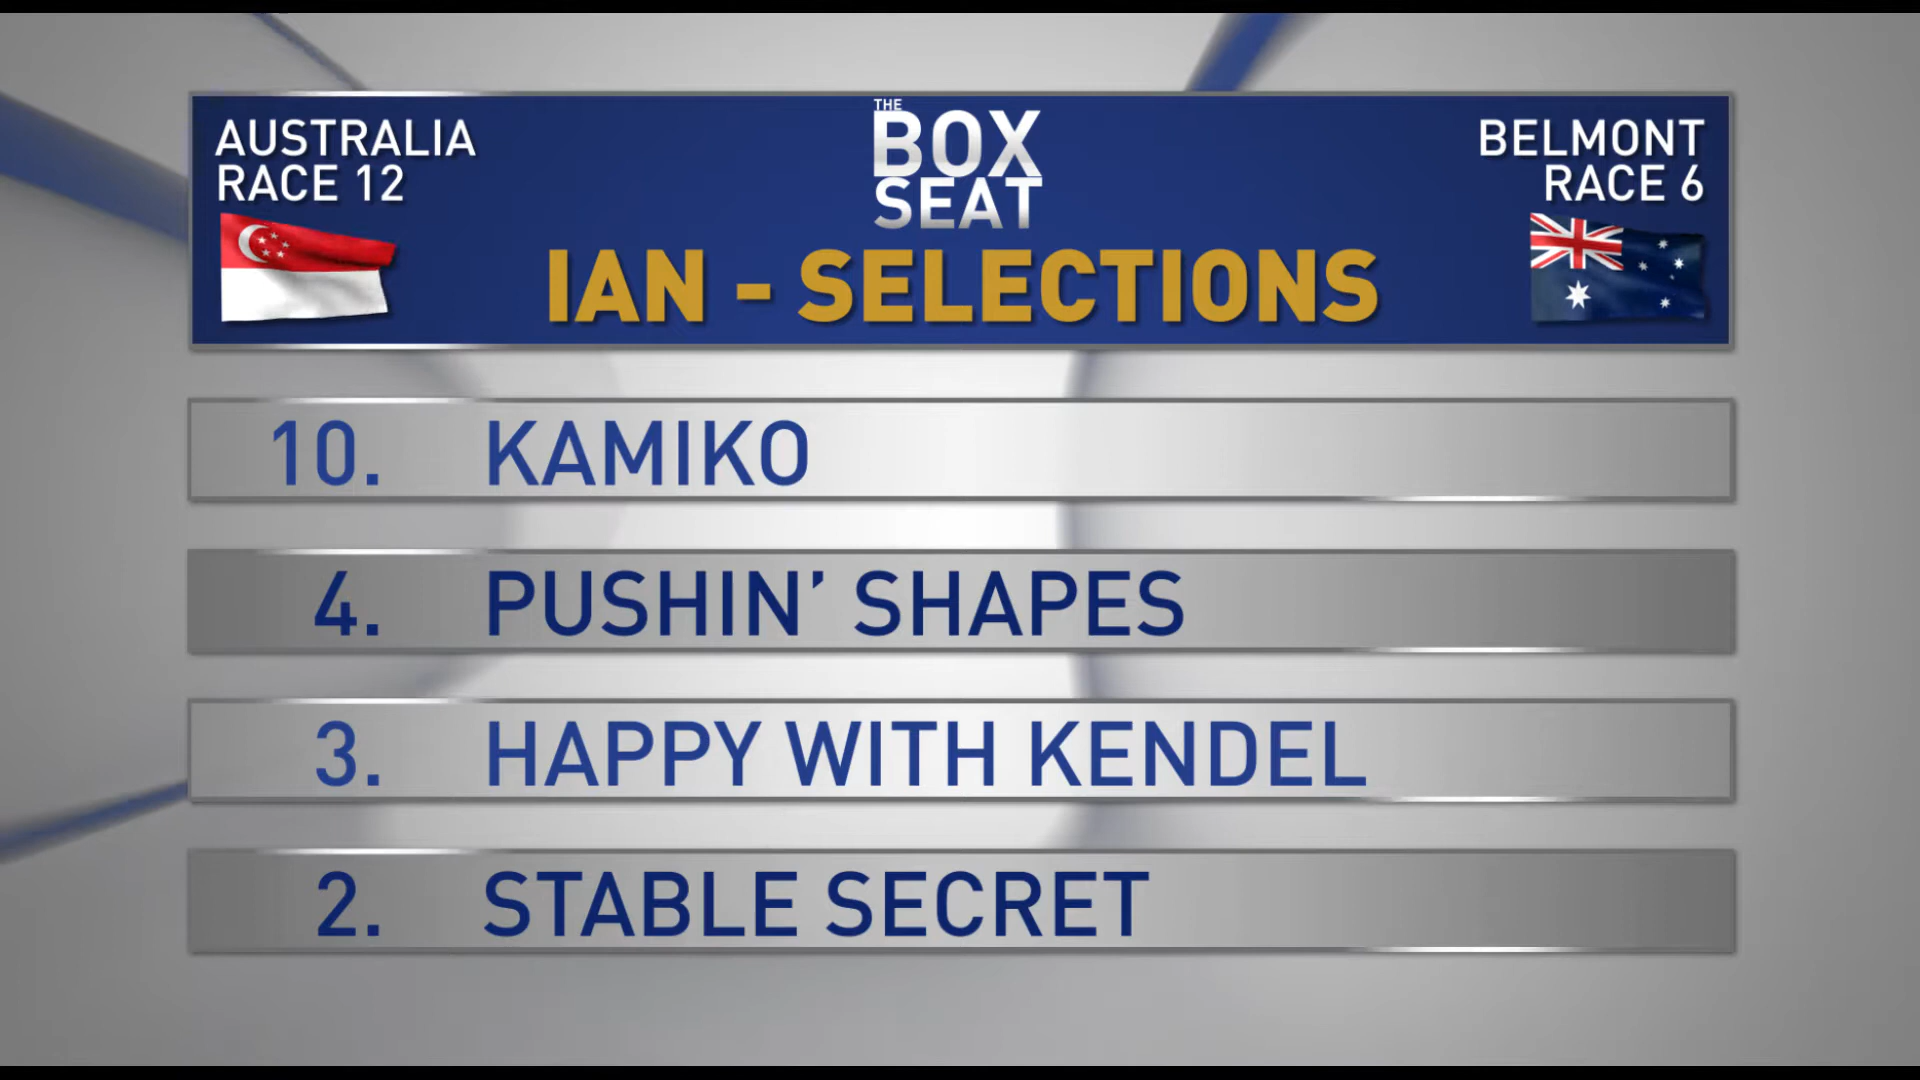 AUSTRALIA
RACE 12
THE
BOX
SEAT
BELMONT
RACE 6
IAN - SELECTIONS
10. KAMIKO
4. PUSHIN’ SHAPES
3. HAPPY WITH KENDEL
2. STABLE SECRET